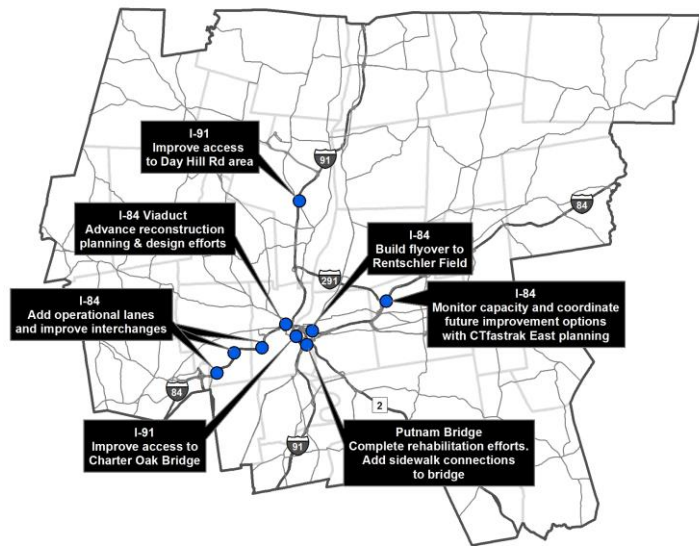 I-91
Improve access
to Day Hill Rd area
91
I-84 Viaduct
Advance reconstruction
planning & design efforts
I-84
Build flyover to
Rentschler Field
84
291
I-84
Add operational lanes
and improve interchanges
I-84
Monitor capacity and coordinate
future improvement options
with CTfastrak East planning
84
2
I-91
Improve access to
Charter Oak Bridge
91
Putnam Bridge
Complete rehabilitation efforts.
Add sidewalk connections
to bridge